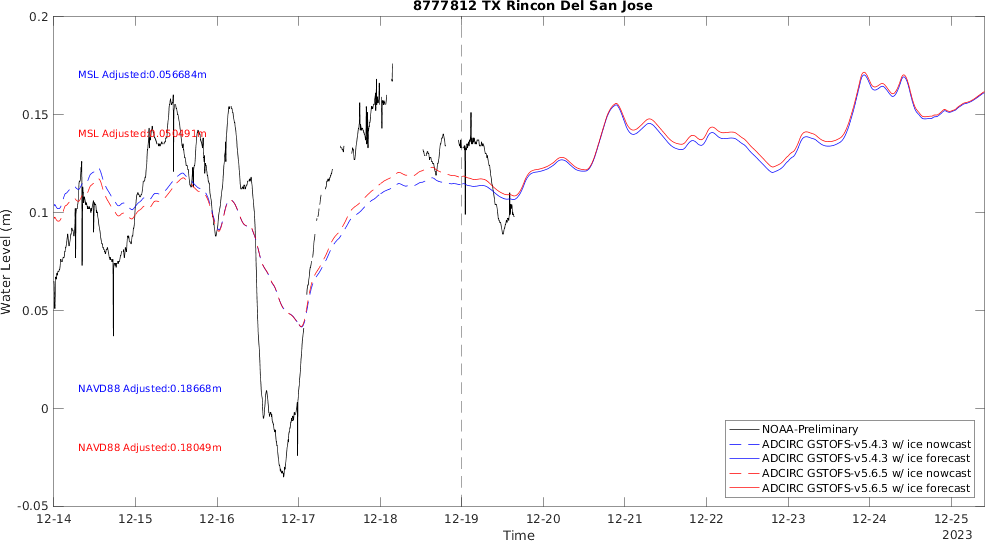 8777812 TX Rincon Del San Jose
0.2
0.15
0.1
0.05
0
-0.05
Water Level (m)
MSL Adjusted:0.056684m
MSL Adjusted:0.050491m
NAVD88 Adjusted:0.18668m
NAVD88 Adjusted:0.18049m
NOAA-Preliminary
ADCIRC GSTOFS-v5.4.3 w/ ice nowcast
ADCIRC GSTOFS-v5.4.3 w/ ice forecast
ADCIRC GSTOFS-v5.6.5 w/ ice nowcast
ADCIRC GSTOFS-v5.6.5 w/ ice forecast
12-14 12-15 12-16 12-17 12-18 12-19 12-20 12-21 12-22 12-23 12-24 12-25
Time
2023